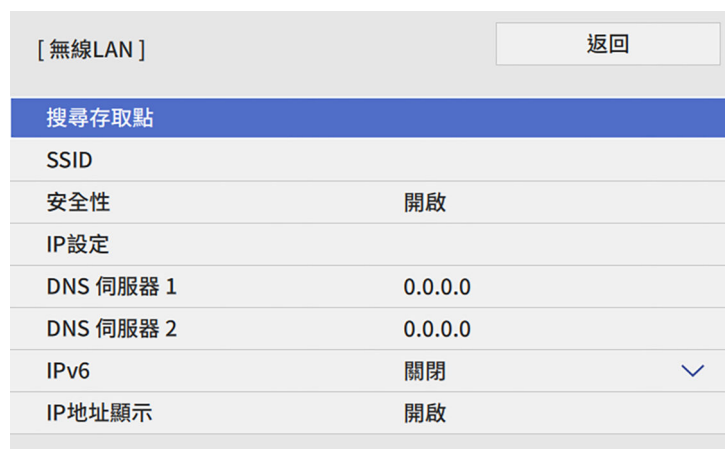 [ 無線LAN ]
返回
搜尋存取點
SSID
安全性 開啟
IP設定
DNS 伺服器 1 0.0.0.0
DNS 伺服器 2 0.0.0.0
IPv6 關閉
IP地址顯示 開啟